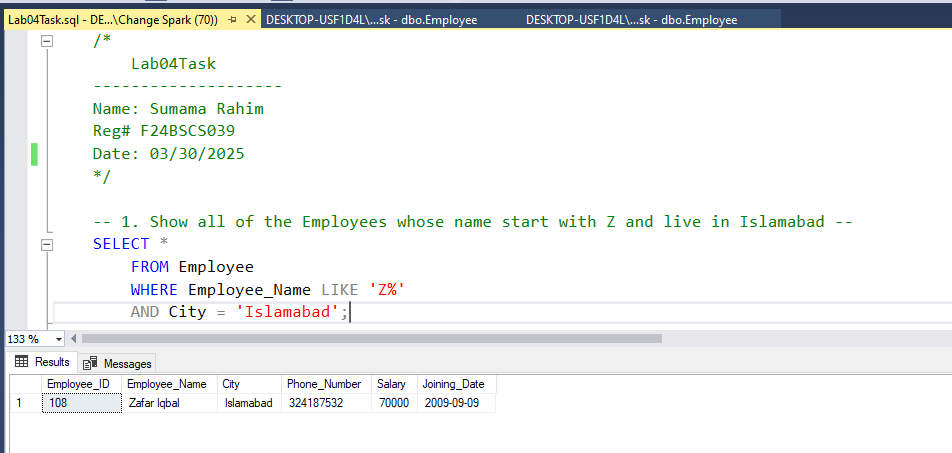 Lab04Task.sql - DE...\Change Spark (70)) DESKTOP-USF1D4L\...sk - dbo.Employee DESKTOP-USF1D4L\...sk - dbo.Employee
/*
Lab04Task
--------------------
Name: Sumama Rahim
Reg# F24BSCS039
Date: 03/30/2025
*/
-- 1. Show all of the Employees whose name start with Z and live in Islamabad --
SELECT *
FROM Employee
WHERE Employee_Name LIKE 'Z%'
AND City = 'Islamabad';
133 %
Results Messages
Employee_ID Employee_Name City Phone_Number Salary Joining_Date
1 108 Zafar Iqbal Islamabad 324187532 70000 2009-09-09